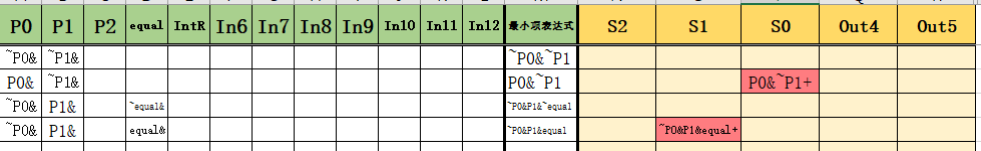 P0 P1 P2 equal IntR In6 In7 In8 In9 In10 In11 In12 最小项表达式 S2 S1 S0 Out4 Out5
~P0& ~P1& ~P0&~P1
P0& ~P1& P0&~P1 P0&~P1+
~P0& P1& ~equal& ~P0&P1&~equal
~P0& P1& equal& ~P0&P1&equal ~P0&P1&equal+